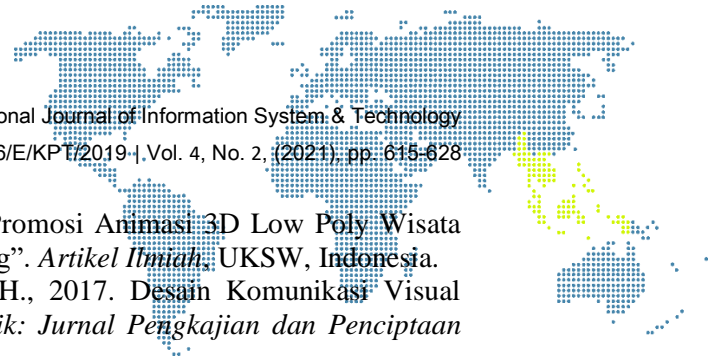 onal Journal of Information System & Technology
6/E/KPT/2019 | Vol. 4, No. 2, (2021), pp. 615-628
Promosi Animasi 3D Low Poly Wisata
g”. Artikel Ilmiah, UKSW, Indonesia.
H., 2017. Desain Komunikasi Visual
ik: Jurnal Pengkajian dan Penciptaan